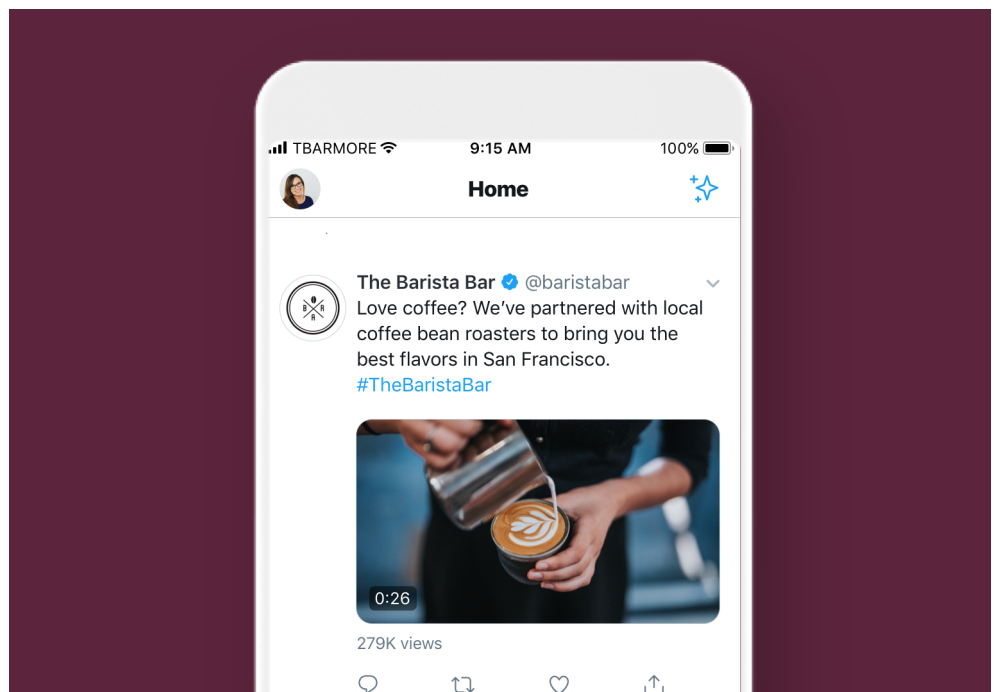 TBARMORE 9:15 AM 100%
Home
The Barista Bar @baristabar
B A R R
Love coffee? We’ve partnered with local
coffee bean roasters to bring you the
best flavors in San Francisco.
#TheBaristaBar
0:26
279K views